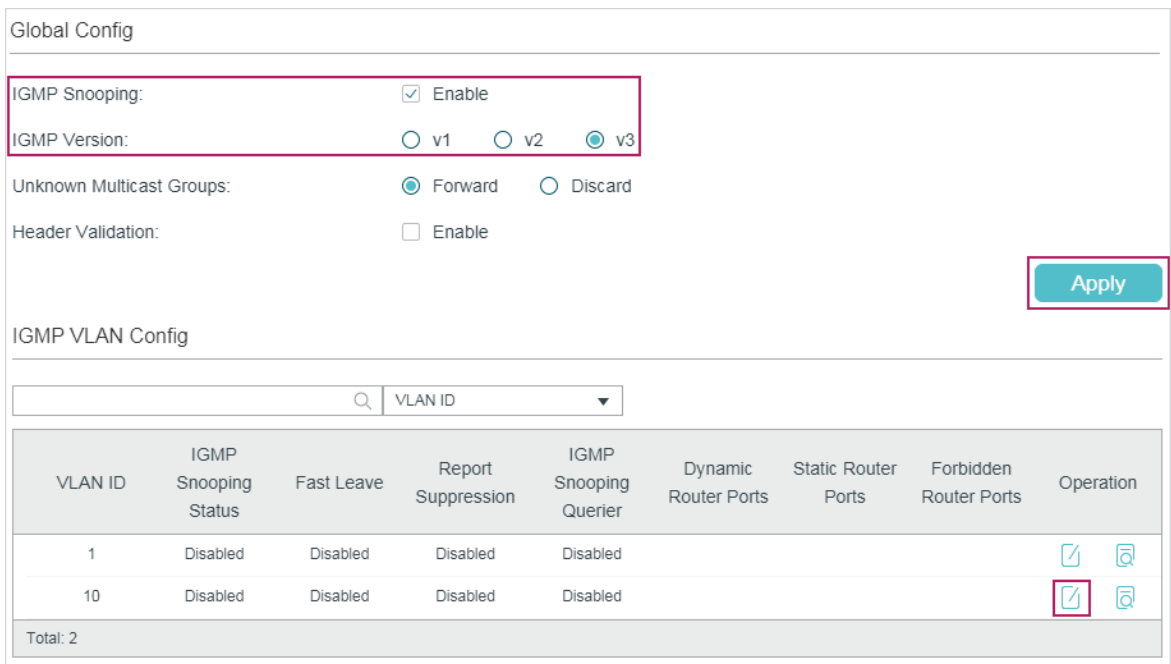 Global Config
IGMP Snooping: Enable
IGMP Version: v1 v2 v3
Unknown Multicast Groups: Forward Discard
Header Validation: Enable
Apply
IGMP VLAN Config
VLAN ID
VLAN ID IGMP Snooping Status Fast Leave Report Suppression IGMP Snooping Querier Dynamic Router Ports Static Router Ports Forbidden Router Ports Operation
1 Disabled Disabled Disabled Disabled
10 Disabled Disabled Disabled Disabled
Total: 2